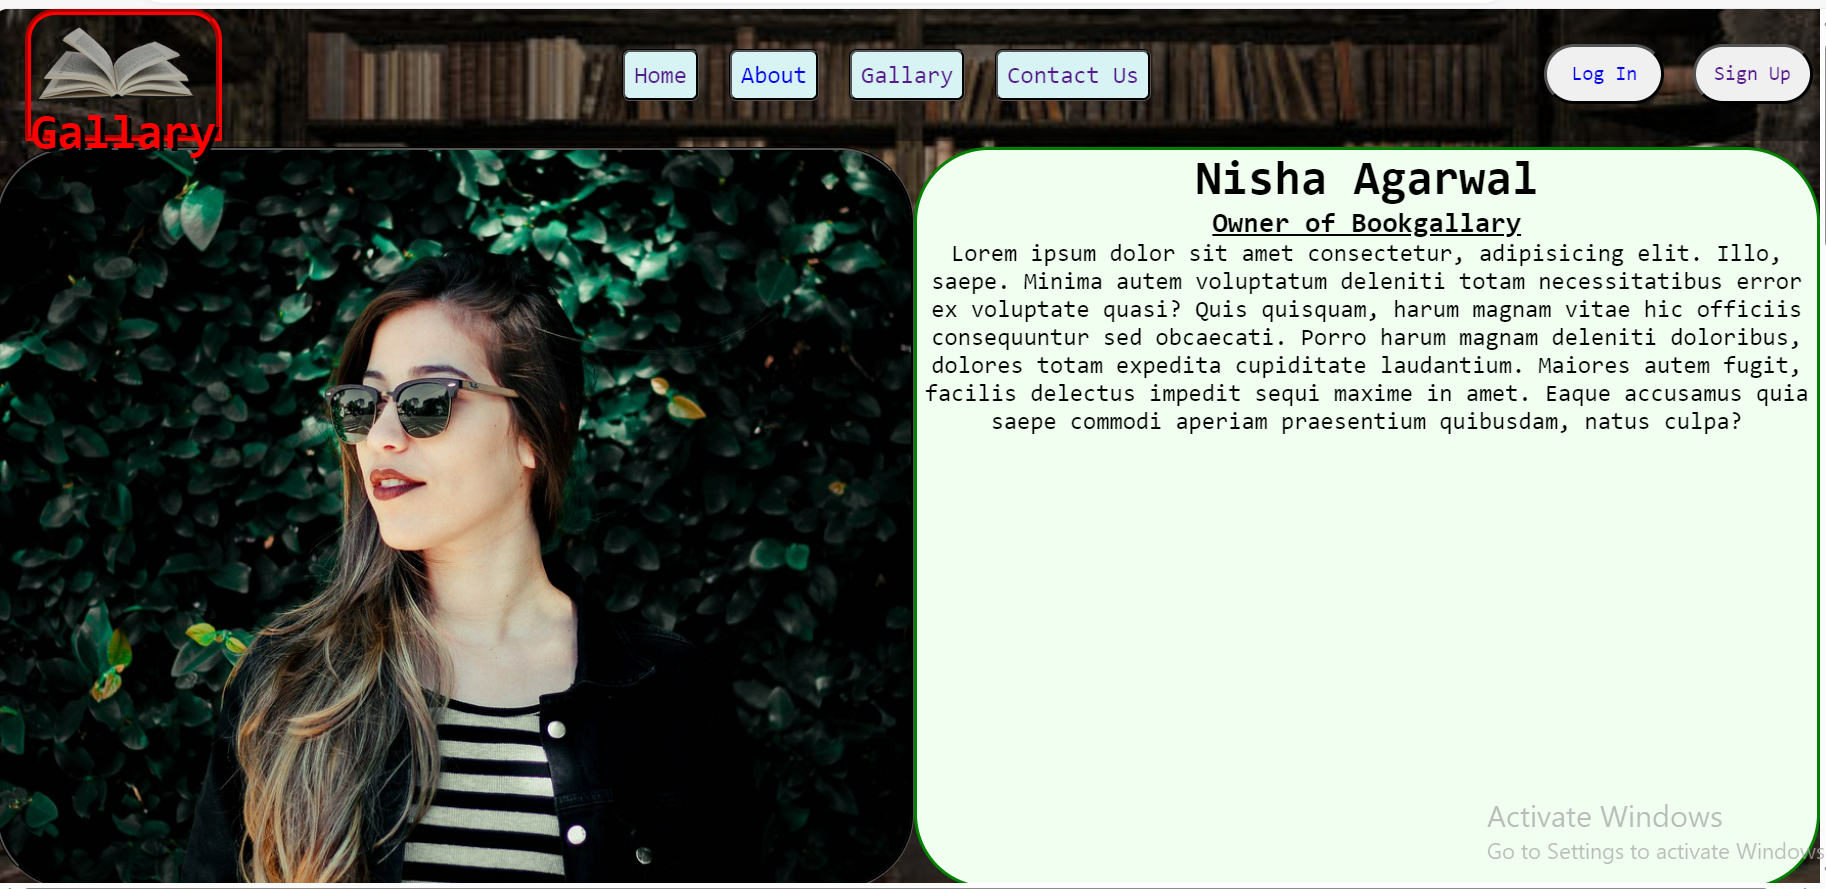 Gallary
Home
About
Gallary
Contact Us
Log In
Sign Up
Nisha Agarwal
Owner of Bookgallary
Lorem ipsum dolor sit amet consectetur, adipisicing elit. Illo,
saepe. Minima autem voluptatum deleniti totam necessitatibus error
ex voluptate quasi? Quis quisquam, harum magnam vitae hic officiis
consequuntur sed obcaecati. Porro harum magnam deleniti doloribus,
dolores totam expedita cupiditate laudantium. Maiores autem fugit,
facilis delectus impedit sequi maxime in amet. Eaque accusamus quia
saepe commodi aperiam praesentium quibusdam, natus culpa?
Activate Windows
Go to Settings to activate Windows